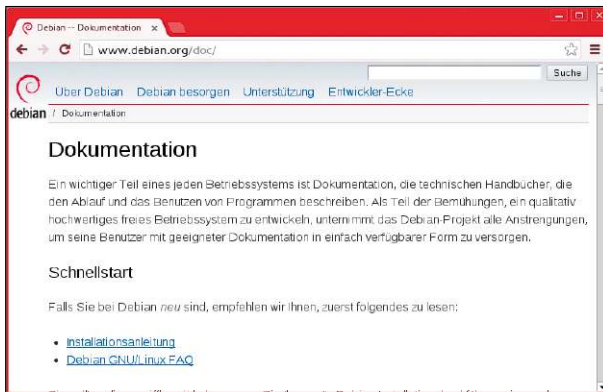 Debian -- Dokumentation x
www.debian.org/doc/
Suche
Über Debian Debian besorgen Unterstützung Entwickler-Ecke
debian / Dokumentation
Dokumentation
Ein wichtiger Teil eines jeden Betriebssystems ist Dokumentation, die technischen Handbücher, die
den Ablauf und das Benutzen von Programmen beschreiben. Als Teil der Bemühungen, ein qualitativ
hochwertiges freies Betriebssystem zu entwickeln, unternimmt das Debian-Projekt alle Anstrengungen,
um seine Benutzer mit geeigneter Dokumentation in einfach verfügbarer Form zu versorgen.
Schnellstart
Falls Sie bei Debian neu sind, empfehlen wir Ihnen, zuerst folgendes zu lesen:
Installationsanleitung
Debian GNU/Linux FAQ